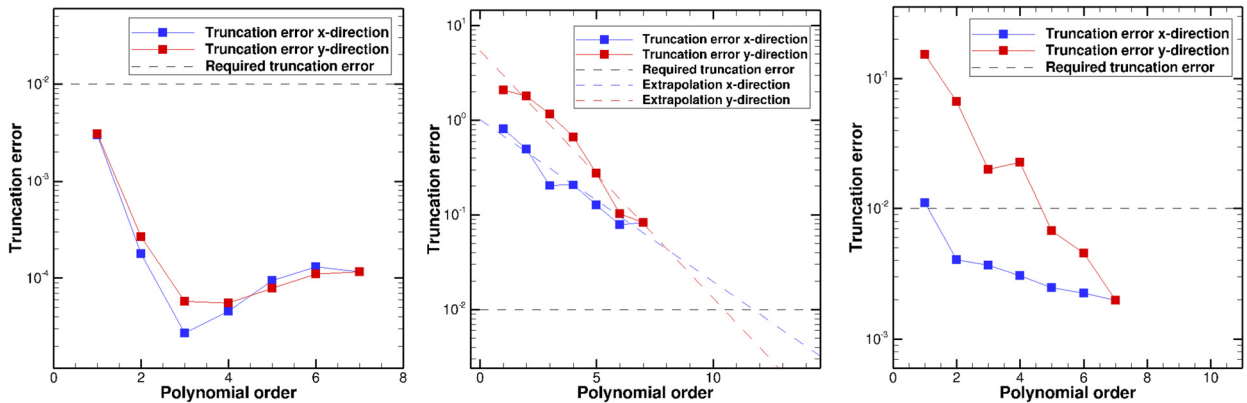 Truncation error
10^-2
10^-3
10^-4
Truncation error x-direction
Truncation error y-direction
Required truncation error
0
2
4
6
8
Polynomial order
Truncation error
10^1
10^0
10^-1
10^-2
Truncation error x-direction
Truncation error y-direction
Required truncation error
Extrapolation x-direction
Extrapolation y-direction
0
5
10
Polynomial order
Truncation error
10^-1
10^-2
10^-3
Truncation error x-direction
Truncation error y-direction
Required truncation error
0
2
4
6
8
10
Polynomial order